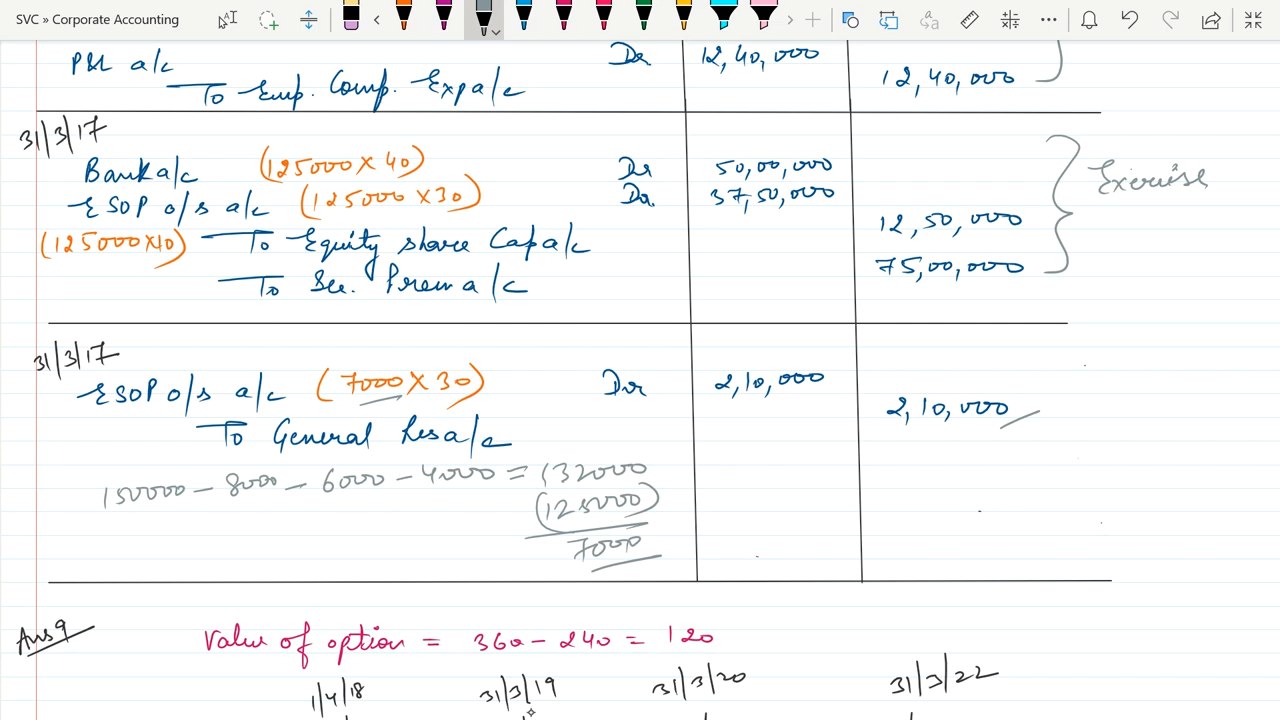 SVC » Corporate Accounting
P&L a/c Dr 12,40,000
To Emp. Comp. Exp a/c 12,40,000
31/3/17
Bank a/c (125000 × 40) Dr 50,00,000
ESOP o/s a/c (125000 × 30) Dr. 37,50,000
(125000×10) To Equity share Cap a/c 12,50,000
To Sec. Prem a/c 75,00,000
Exercise
31/3/17
ESOP o/s a/c (7000 × 30) Dr 2,10,000
To General Res a/c 2,10,000
150000 - 8000 - 6000 - 4000 = 132000
(125000)
7000
Ans 9
Value of option = 360 - 240 = 120
1/4/18 31/3/19 31/3/20 31/3/22